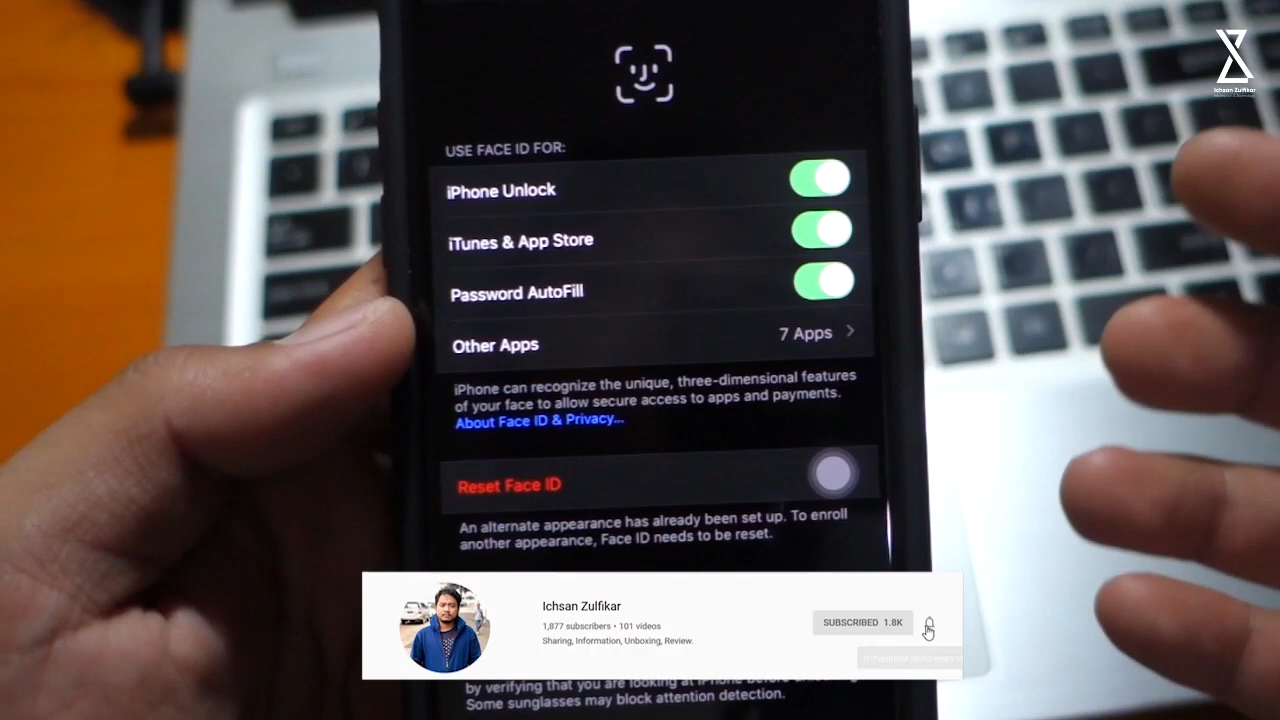 Ichsan Zulfikar
USE FACE ID FOR:
iPhone Unlock
iTunes & App Store
Password AutoFill
Other Apps 7 Apps
iPhone can recognize the unique, three-dimensional features
of your face to allow secure access to apps and payments.
About Face ID & Privacy...
Reset Face ID
An alternate appearance has already been set up. To enroll
another appearance, Face ID needs to be reset.
Ichsan Zulfikar
1,877 subscribers • 101 videos
Sharing, Information, Unboxing, Review.
SUBSCRIBED 1.8K
by verifying that you are looking at iPhone before
Some sunglasses may block attention detection.